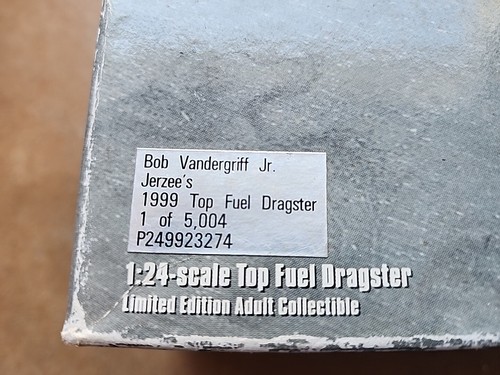 Bob Vandergriff Jr.
Jerzee's
1999 Top Fuel Dragster
1 of 5,004
P249923274
1:24-scale Top Fuel Dragster
Limited Edition Adult Collectible